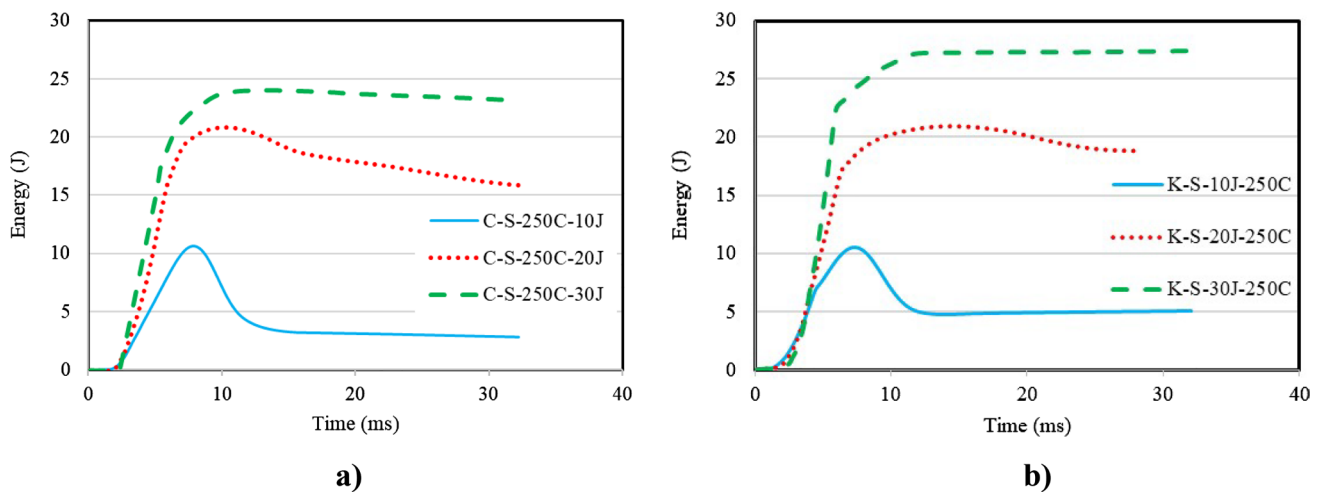 30
25
20
15
10
5
0
Energy (J)
0 10 20 30 40
Time (ms)
C-S-250C-10J
C-S-250C-20J
C-S-250C-30J
a)
30
25
20
15
10
5
0
Energy (J)
0 10 20 30 40
Time (ms)
K-S-10J-250C
K-S-20J-250C
K-S-30J-250C
b)